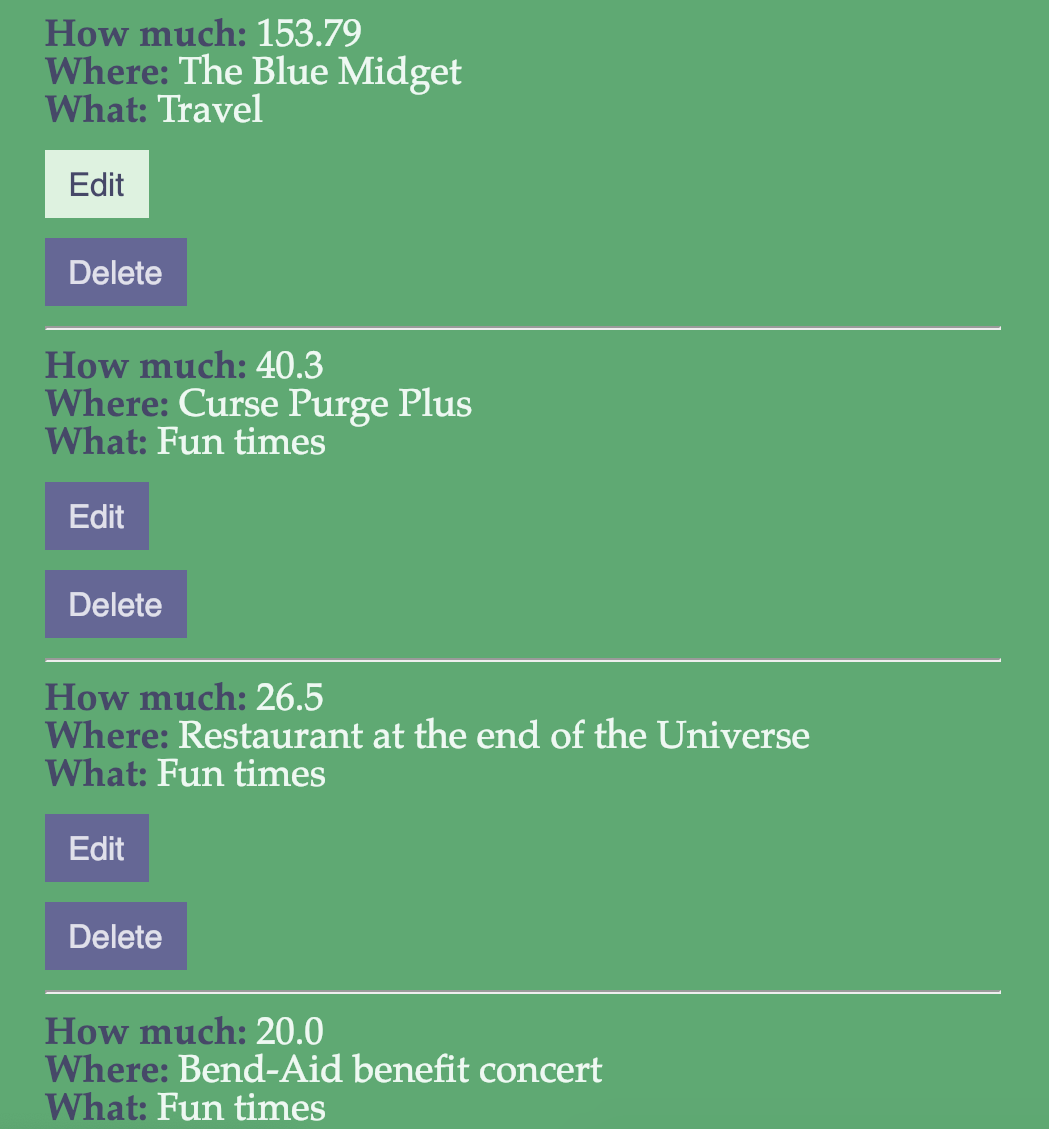 How much: 153.79
Where: The Blue Midget
What: Travel
Edit
Delete
How much: 40.3
Where: Curse Purge Plus
What: Fun times
Edit
Delete
How much: 26.5
Where: Restaurant at the end of the Universe
What: Fun times
Edit
Delete
How much: 20.0
Where: Bend-Aid benefit concert
What: Fun times